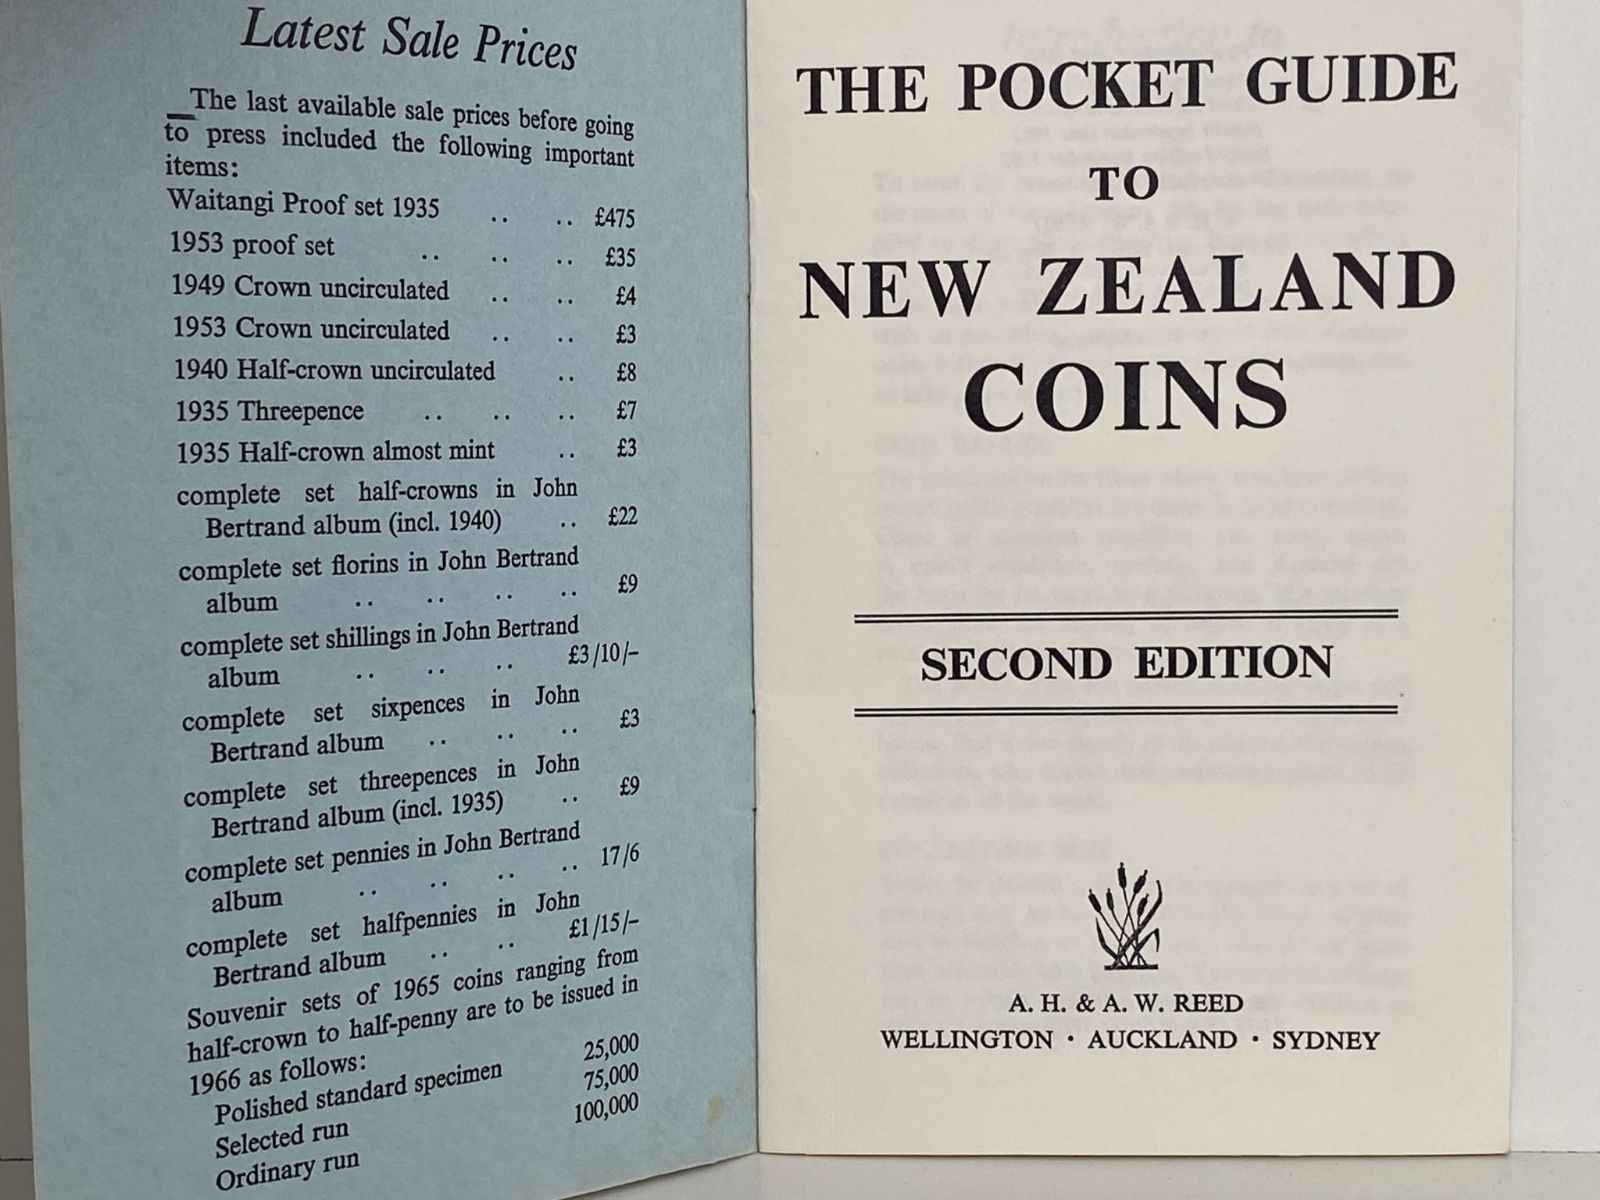 Latest Sale Prices
The last available sale prices before going
to press included the following important
items:
Waitangi Proof set 1935 .. .. £475
1953 proof set .. .. .. £35
1949 Crown uncirculated .. .. £4
1953 Crown uncirculated .. .. £3
1940 Half-crown uncirculated .. £8
1935 Threepence .. .. .. £7
1935 Half-crown almost mint .. £3
complete set half-crowns in John
Bertrand album (incl. 1940) .. £22
complete set florins in John Bertrand
album .. .. .. .. £9
complete set shillings in John Bertrand
album .. .. .. £3/10/-
complete set sixpences in John
Bertrand album .. .. .. £3
complete set threepences in John
Bertrand album (incl. 1935) .. £9
complete set pennies in John Bertrand
album .. .. .. .. 17/6
complete set halfpennies in John
Bertrand album .. .. £1/15/-
Souvenir sets of 1965 coins ranging from
half-crown to half-penny are to be issued in
1966 as follows:
Polished standard specimen 25,000
Selected run 75,000
Ordinary run 100,000
THE POCKET GUIDE
TO
NEW ZEALAND
COINS
SECOND EDITION
A. H. & A. W. REED
WELLINGTON · AUCKLAND · SYDNEY